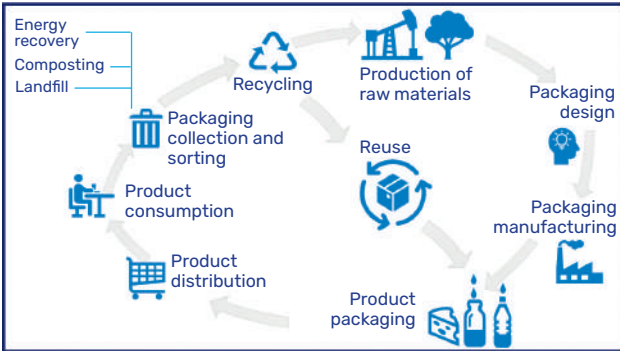 Energy
recovery
Composting
Landfill
Recycling
Production of
raw materials
Packaging
design
Packaging
collection and
sorting
Reuse
Product
consumption
Packaging
manufacturing
Product
distribution
Product
packaging